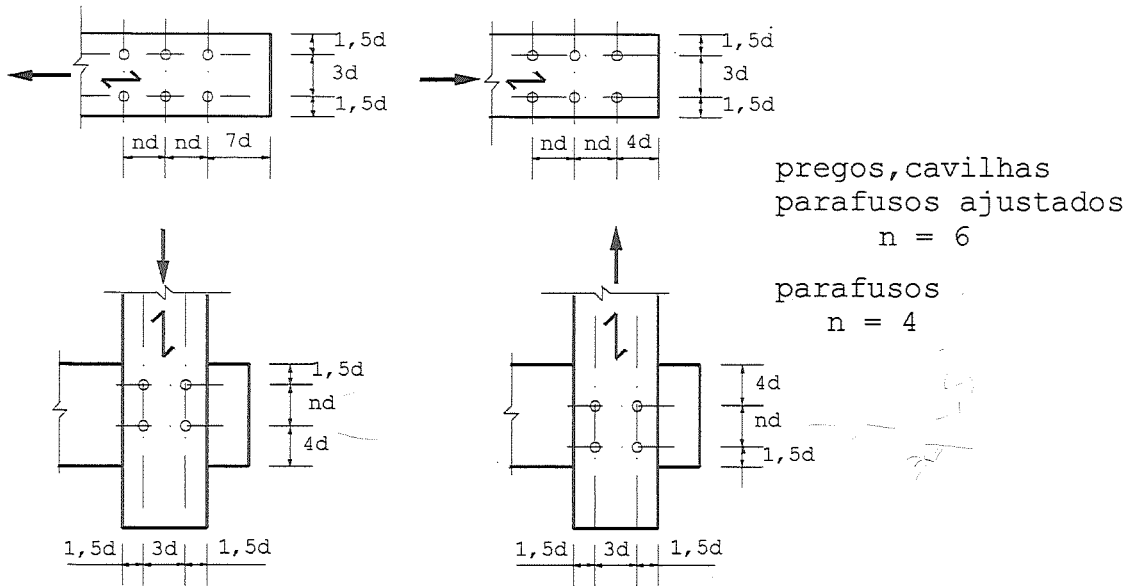 1,5d
3d
1,5d
nd nd 7d
1,5d
3d
1,5d
nd nd 4d
pregos,cavilhas
parafusos ajustados
n = 6
parafusos
n = 4
1,5d
nd
4d
1,5d 3d 1,5d
4d
nd
1,5d
1,5d 3d 1,5d